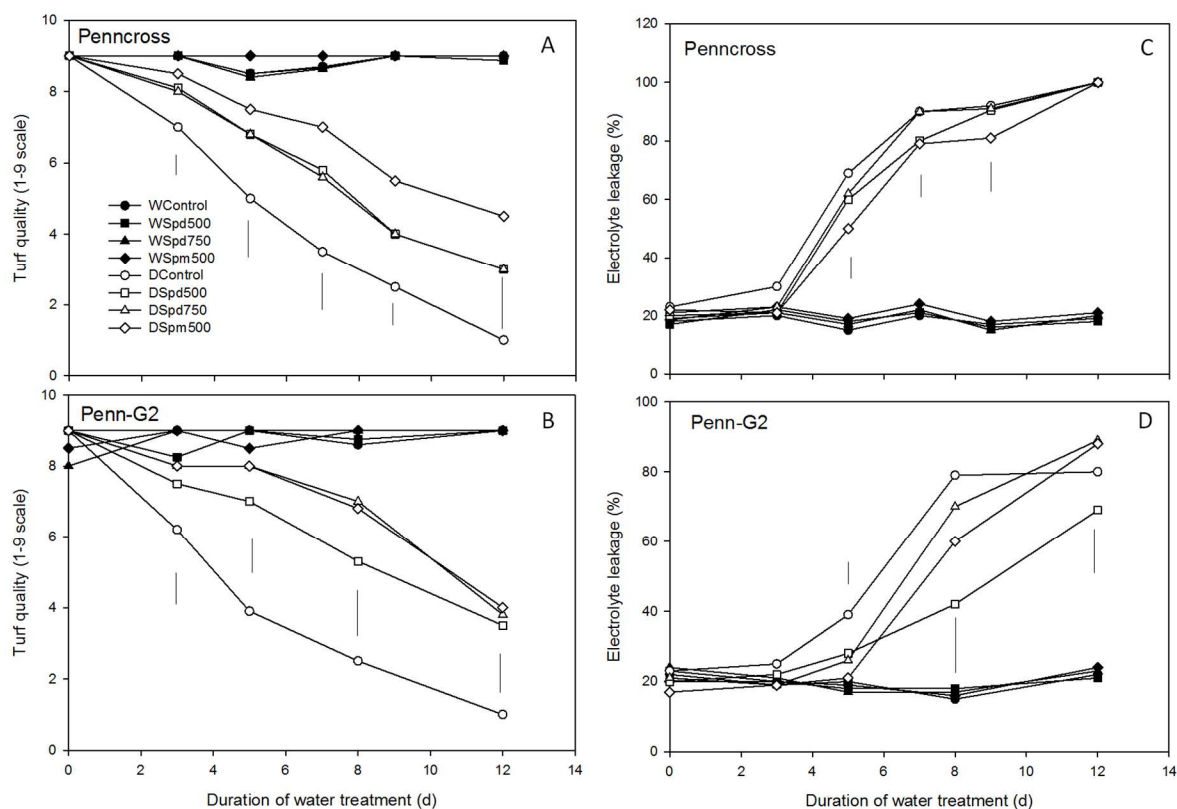 Penncross
A
Turf quality (1-9 scale)
10
8
6
4
2
0
WControl
WSpd500
WSpd750
WSpm500
DControl
DSpd500
DSpd750
DSpm500
Penncross
C
Electrolyte leakage (%)
120
100
80
60
40
20
0
Penn-G2
B
Turf quality (1-9 scale)
10
8
6
4
2
0
0 2 4 6 8 10 12 14
Duration of water treatment (d)
Penn-G2
D
Electrolyte leakage (%)
100
80
60
40
20
0
0 2 4 6 8 10 12 14
Duration of water treatment (d)